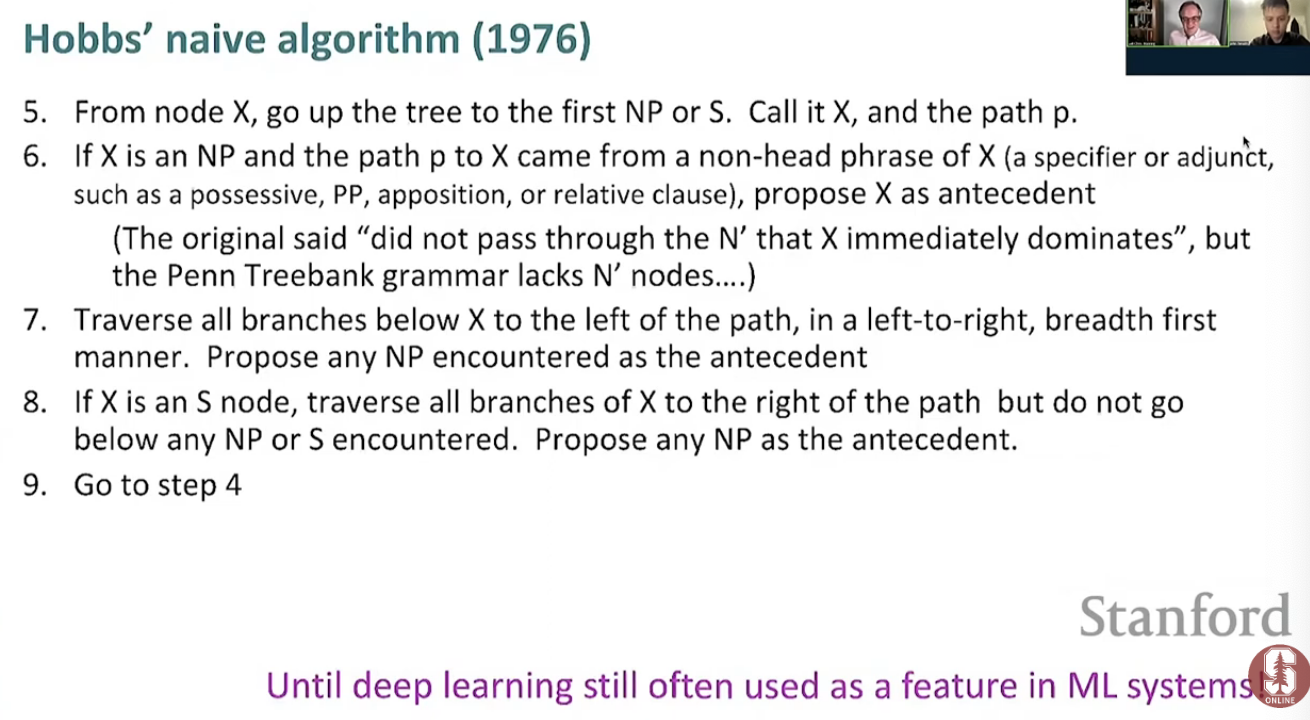 Hobbs’ naive algorithm (1976)
5. From node X, go up the tree to the first NP or S. Call it X, and the path p.
6. If X is an NP and the path p to X came from a non-head phrase of X (a specifier or adjunct,
such as a possessive, PP, apposition, or relative clause), propose X as antecedent
(The original said “did not pass through the N’ that X immediately dominates”, but
the Penn Treebank grammar lacks N’ nodes….)
7. Traverse all branches below X to the left of the path, in a left-to-right, breadth first
manner. Propose any NP encountered as the antecedent
8. If X is an S node, traverse all branches of X to the right of the path but do not go
below any NP or S encountered. Propose any NP as the antecedent.
9. Go to step 4
Stanford
Until deep learning still often used as a feature in ML systems!
S
ONLINE